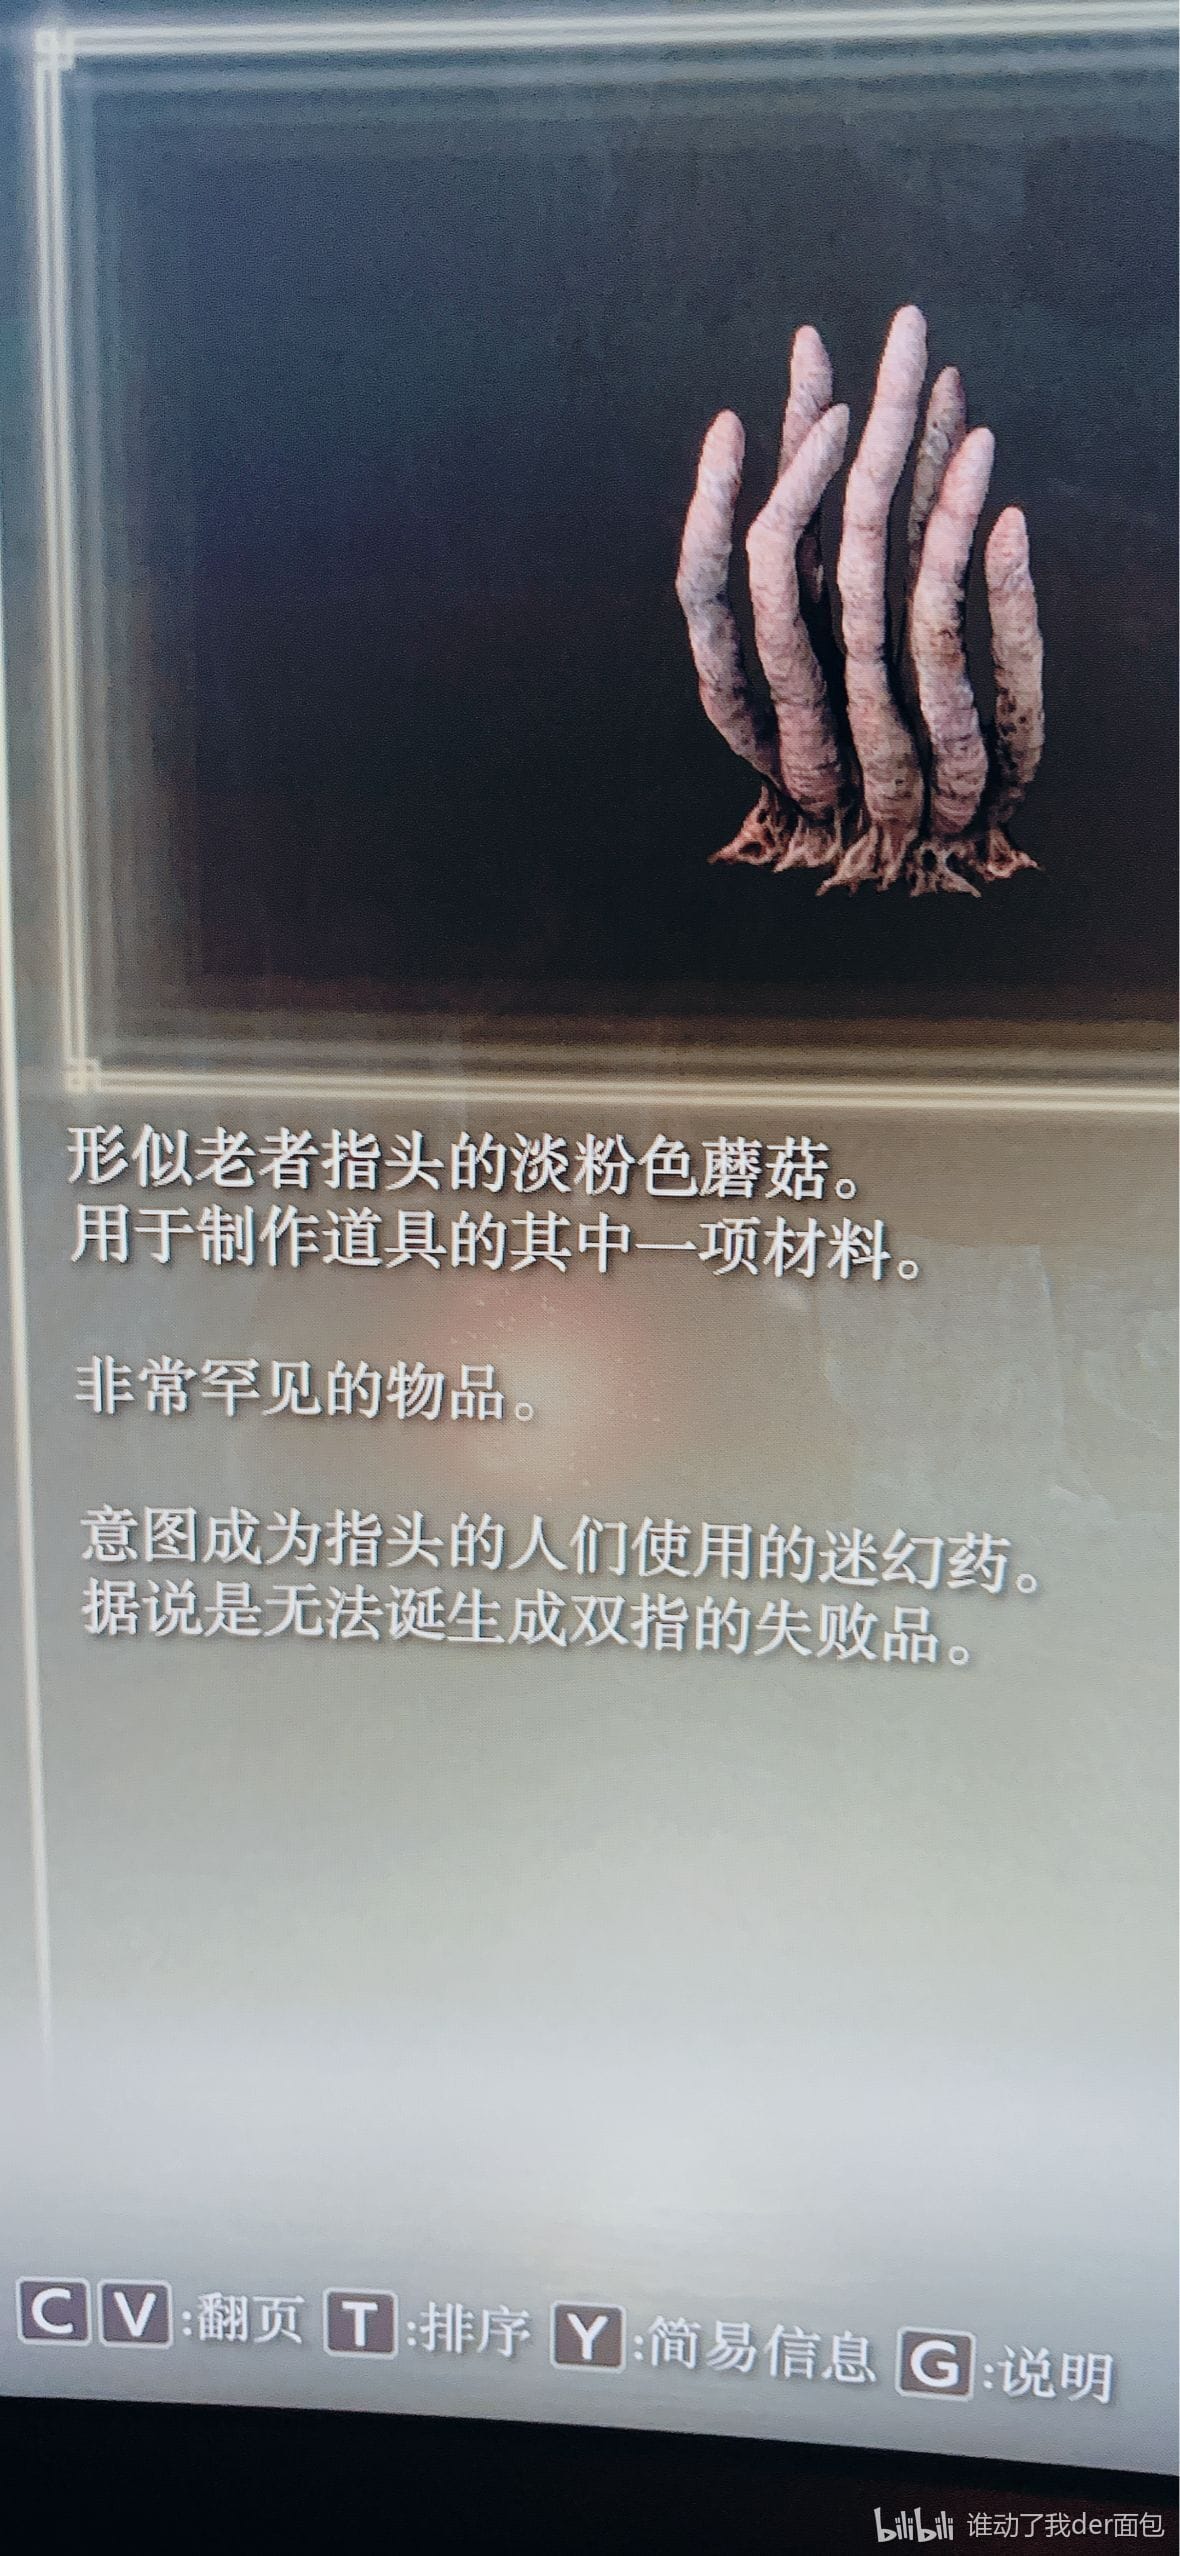 形似老者指头的淡粉色蘑菇。
用于制作道具的其中一项材料。
非常罕见的物品。
意图成为指头的人们使用的迷幻药。
据说是无法诞生成双指的失败品。
C V :翻页 T :排序 Y :简易信息 G :说明
bilibili 谁动了我der面包